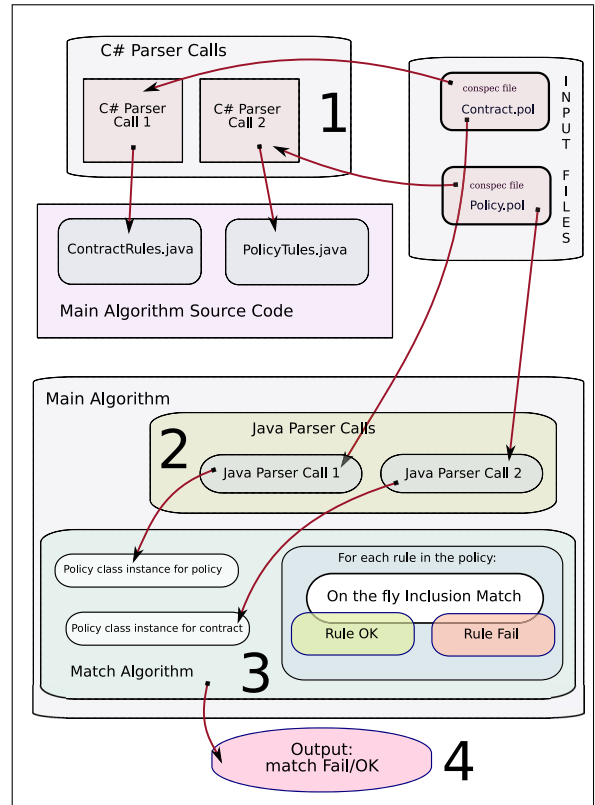 C# Parser Calls
C# Parser
Call 1
C# Parser
Call 2
1
conspec file
Contract.pol
conspec file
Policy.pol
INPUT FILES
ContractRules.java
PolicyTules.java
Main Algorithm Source Code
Main Algorithm
2
Java Parser Calls
Java Parser Call 1
Java Parser Call 2
Policy class instance for policy
Policy class instance for contract
Match Algorithm
3
For each rule in the policy:
On the fly Inclusion Match
Rule OK
Rule Fail
Output:
match Fail/OK
4